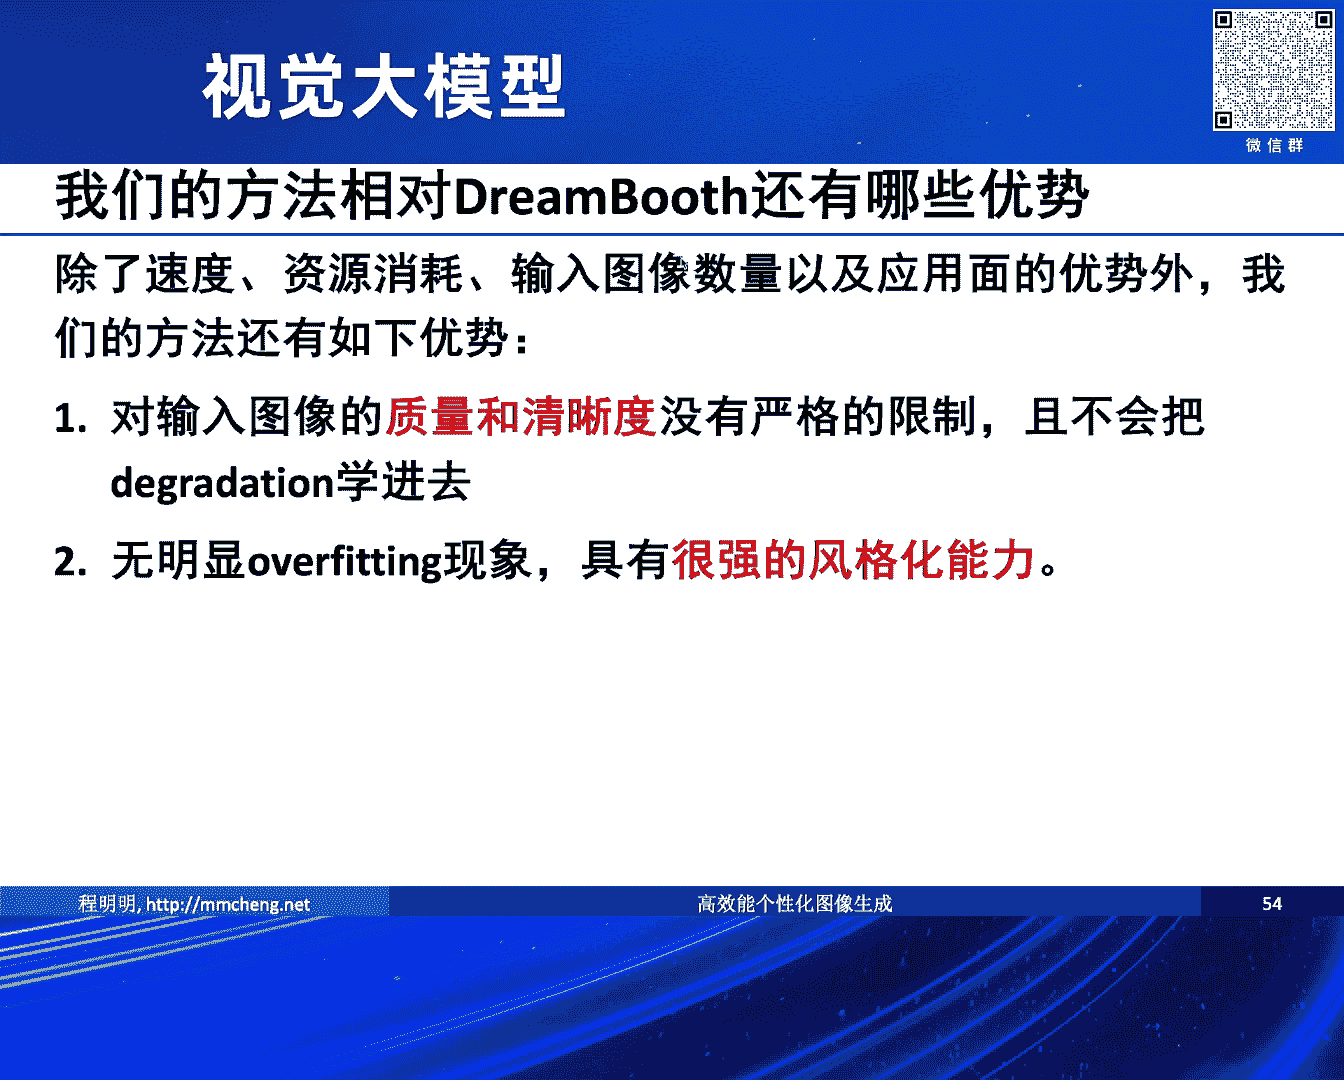 视觉大模型
微信群
我们的方法相对DreamBooth还有哪些优势
除了速度、资源消耗、输入图像数量以及应用面的优势外，我
们的方法还有如下优势：
1. 对输入图像的质量和清晰度没有严格的限制，且不会把
degradation学进去
2. 无明显overfitting现象，具有很强的风格化能力。
程明明, http://mmcheng.net
高效能个性化图像生成
54